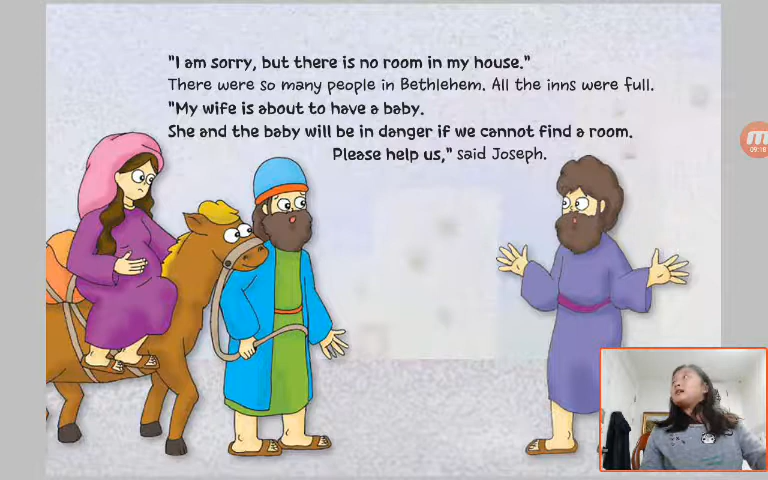 "I am sorry, but there is no room in my house."
There were so many people in Bethlehem. All the inns were full.
"My wife is about to have a baby.
She and the baby will be in danger if we cannot find a room.
Please help us," said Joseph.
09:18